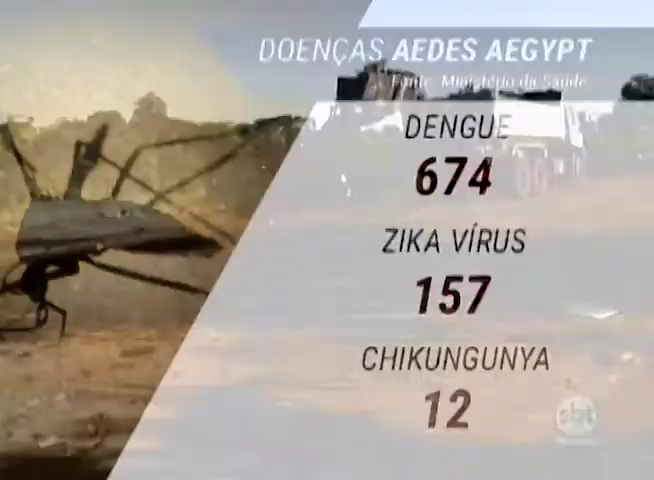 DOENÇAS AEDES AEGYPT
Fonte: Ministério da Saúde
DENGUE
674
ZIKA VÍRUS
157
CHIKUNGUNYA
12
sbt